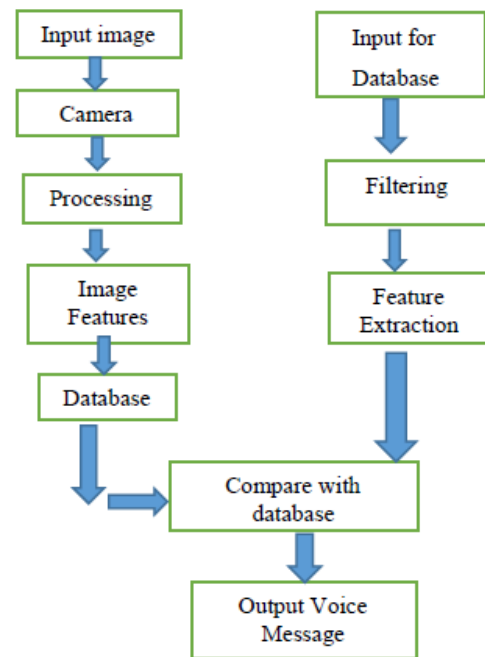 Input image
Camera
Processing
Image
Features
Database
Input for
Database
Filtering
Feature
Extraction
Compare with
database
Output Voice
Message